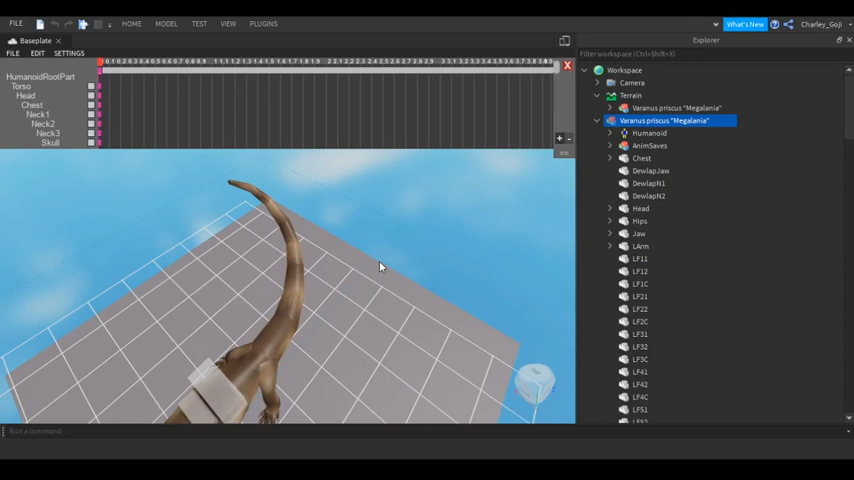 FILE HOME MODEL TEST VIEW PLUGINS What's New Charley_Goji
Baseplate Explorer
FILE EDIT SETTINGS Filter workspace (Ctrl+Shift+X)
HumanoidRootPart
Torso
Head
Chest
Neck1
Neck2
Neck3
Skull
Workspace
Camera
Terrain
Varanus priscus "Megalania"
Varanus priscus "Megalania"
Humanoid
AnimSaves
Chest
DewlapJaw
DewlapN1
DewlapN2
Head
Hips
Jaw
LArm
LF11
LF12
LF1C
LF21
LF22
LF2C
LF31
LF32
LF3C
LF41
LF42
LF4C
LF51
LF52
Run a command